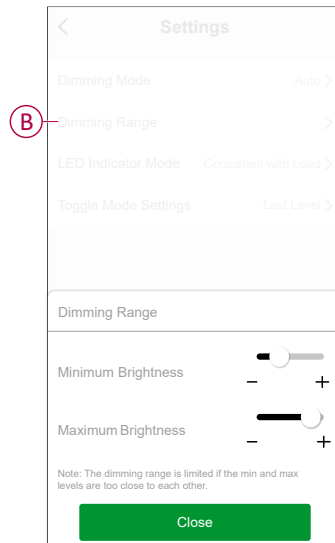 Settings
Dimming Mode Auto
B Dimming Range
LED Indicator Mode Consistent with Load
Toggle Mode Settings Last Level
Dimming Range
Minimum Brightness
− +
Maximum Brightness
− +
Note: The dimming range is limited if the min and max
levels are too close to each other.
Close